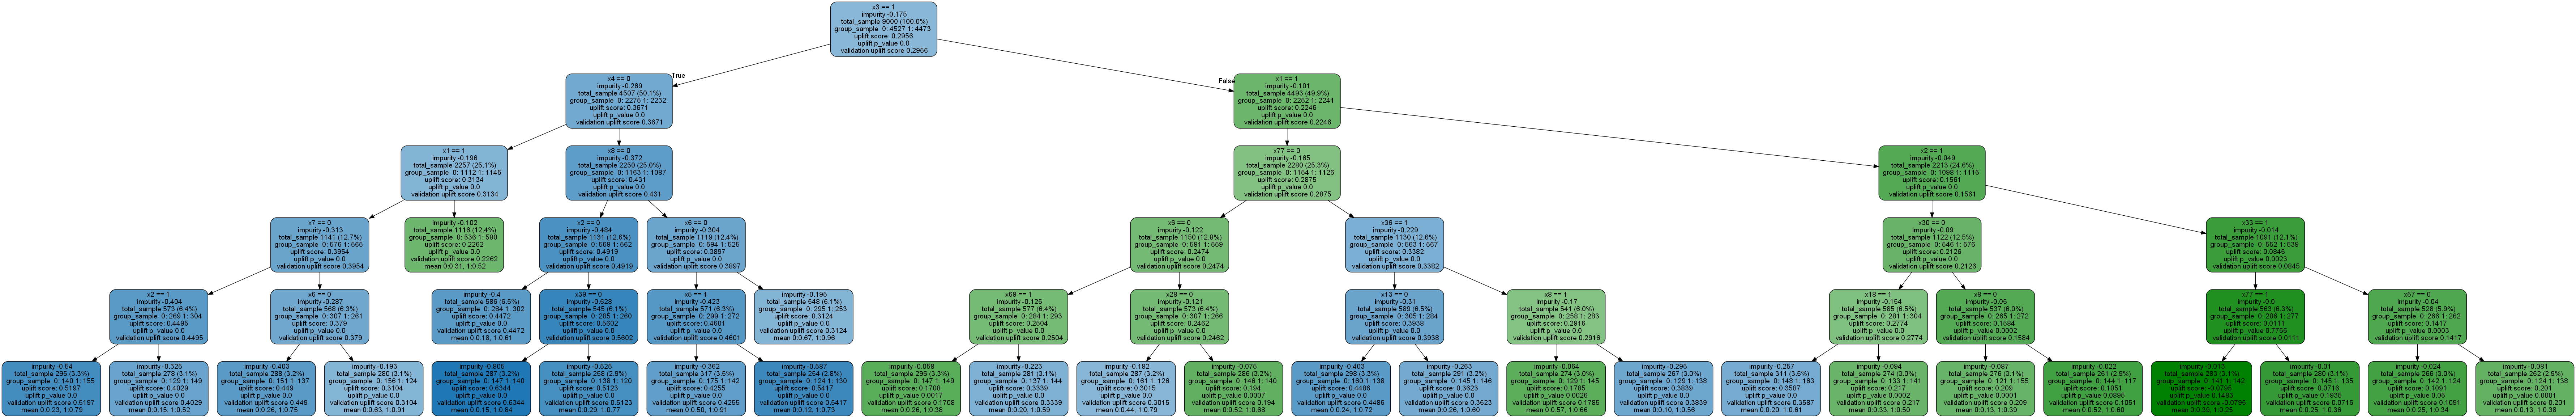 x3 == 1
impurity -0.175
total_sample 9000 (100.0%)
group_sample 0: 4527 1: 4473
uplift score: 0.2956
uplift p_value 0.0
validation uplift score 0.2956
True
False
x4 == 0
impurity -0.269
total_sample 4507 (50.1%)
group_sample 0: 2275 1: 2232
uplift score: 0.3671
uplift p_value 0.0
validation uplift score 0.3671
x1 == 1
impurity -0.101
total_sample 4493 (49.9%)
group_sample 0: 2252 1: 2241
uplift score: 0.2246
uplift p_value 0.0
validation uplift score 0.2246
x1 == 1
impurity -0.196
total_sample 2257 (25.1%)
group_sample 0: 1112 1: 1145
uplift score: 0.3134
uplift p_value 0.0
validation uplift score 0.3134
x8 == 0
impurity -0.372
total_sample 2250 (25.0%)
group_sample 0: 1163 1: 1087
uplift score: 0.431
uplift p_value 0.0
validation uplift score 0.431
x77 == 0
impurity -0.165
total_sample 2280 (25.3%)
group_sample 0: 1154 1: 1126
uplift score: 0.2875
uplift p_value 0.0
validation uplift score 0.2875
x2 == 1
impurity -0.049
total_sample 2213 (24.6%)
group_sample 0: 1098 1: 1115
uplift score: 0.1561
uplift p_value 0.0
validation uplift score 0.1561
x7 == 0
impurity -0.313
total_sample 1141 (12.7%)
group_sample 0: 576 1: 565
uplift score: 0.3954
uplift p_value 0.0
validation uplift score 0.3954
impurity -0.102
total_sample 1116 (12.4%)
group_sample 0: 536 1: 580
uplift score: 0.2262
uplift p_value 0.0
validation uplift score 0.2262
mean 0:0.31, 1:0.52
x2 == 0
impurity -0.484
total_sample 1131 (12.6%)
group_sample 0: 569 1: 562
uplift score: 0.4919
uplift p_value 0.0
validation uplift score 0.4919
x6 == 0
impurity -0.304
total_sample 1119 (12.4%)
group_sample 0: 594 1: 525
uplift score: 0.3897
uplift p_value 0.0
validation uplift score 0.3897
x6 == 0
impurity -0.122
total_sample 1150 (12.8%)
group_sample 0: 591 1: 559
uplift score: 0.2474
uplift p_value 0.0
validation uplift score 0.2474
x36 == 1
impurity -0.229
total_sample 1130 (12.6%)
group_sample 0: 563 1: 567
uplift score: 0.3382
uplift p_value 0.0
validation uplift score 0.3382
x30 == 0
impurity -0.09
total_sample 1122 (12.5%)
group_sample 0: 546 1: 576
uplift score: 0.2126
uplift p_value 0.0
validation uplift score 0.2126
x33 == 1
impurity -0.014
total_sample 1091 (12.1%)
group_sample 0: 552 1: 539
uplift score: 0.0845
uplift p_value 0.0023
validation uplift score 0.0845
x2 == 1
impurity -0.404
total_sample 573 (6.4%)
group_sample 0: 269 1: 304
uplift score: 0.4495
uplift p_value 0.0
validation uplift score 0.4495
x6 == 0
impurity -0.287
total_sample 568 (6.3%)
group_sample 0: 307 1: 261
uplift score: 0.379
uplift p_value 0.0
validation uplift score 0.379
impurity -0.4
total_sample 586 (6.5%)
group_sample 0: 284 1: 302
uplift score: 0.4472
uplift p_value 0.0
validation uplift score 0.4472
mean 0:0.18, 1:0.61
x39 == 0
impurity -0.628
total_sample 545 (6.1%)
group_sample 0: 285 1: 260
uplift score: 0.5602
uplift p_value 0.0
validation uplift score 0.5602
x5 == 1
impurity -0.423
total_sample 571 (6.3%)
group_sample 0: 299 1: 272
uplift score: 0.4601
uplift p_value 0.0
validation uplift score 0.4601
impurity -0.195
total_sample 548 (6.1%)
group_sample 0: 295 1: 253
uplift score: 0.3124
uplift p_value 0.0
validation uplift score 0.3124
mean 0:0.67, 1:0.96
x69 == 1
impurity -0.125
total_sample 577 (6.4%)
group_sample 0: 284 1: 293
uplift score: 0.2504
uplift p_value 0.0
validation uplift score 0.2504
x28 == 0
impurity -0.121
total_sample 573 (6.4%)
group_sample 0: 307 1: 266
uplift score: 0.2462
uplift p_value 0.0
validation uplift score 0.2462
x13 == 0
impurity -0.31
total_sample 589 (6.5%)
group_sample 0: 305 1: 284
uplift score: 0.3938
uplift p_value 0.0
validation uplift score 0.3938
x8 == 1
impurity -0.17
total_sample 541 (6.0%)
group_sample 0: 258 1: 283
uplift score: 0.2916
uplift p_value 0.0
validation uplift score 0.2916
x18 == 1
impurity -0.154
total_sample 585 (6.5%)
group_sample 0: 281 1: 304
uplift score: 0.2774
uplift p_value 0.0
validation uplift score 0.2774
x8 == 0
impurity -0.05
total_sample 537 (6.0%)
group_sample 0: 265 1: 272
uplift score: 0.1584
uplift p_value 0.0002
validation uplift score 0.1584
x77 == 1
impurity -0.0
total_sample 563 (6.3%)
group_sample 0: 286 1: 277
uplift score: 0.0111
uplift p_value 0.7756
validation uplift score 0.0111
x57 == 0
impurity -0.04
total_sample 528 (5.9%)
group_sample 0: 266 1: 262
uplift score: 0.1417
uplift p_value 0.0003
validation uplift score 0.1417
impurity -0.54
total_sample 295 (3.3%)
group_sample 0: 140 1: 155
uplift score: 0.5197
uplift p_value 0.0
validation uplift score 0.5197
mean 0:0.23, 1:0.79
impurity -0.325
total_sample 278 (3.1%)
group_sample 0: 129 1: 149
uplift score: 0.4029
uplift p_value 0.0
validation uplift score 0.4029
mean 0:0.15, 1:0.52
impurity -0.403
total_sample 288 (3.2%)
group_sample 0: 151 1: 137
uplift score: 0.449
uplift p_value 0.0
validation uplift score 0.449
mean 0:0.26, 1:0.75
impurity -0.193
total_sample 280 (3.1%)
group_sample 0: 156 1: 124
uplift score: 0.3104
uplift p_value 0.0
validation uplift score 0.3104
mean 0:0.63, 1:0.91
impurity -0.805
total_sample 287 (3.2%)
group_sample 0: 147 1: 140
uplift score: 0.6344
uplift p_value 0.0
validation uplift score 0.6344
mean 0:0.15, 1:0.84
impurity -0.525
total_sample 258 (2.9%)
group_sample 0: 138 1: 120
uplift score: 0.5123
uplift p_value 0.0
validation uplift score 0.5123
mean 0:0.29, 1:0.77
impurity -0.362
total_sample 317 (3.5%)
group_sample 0: 175 1: 142
uplift score: 0.4255
uplift p_value 0.0
validation uplift score 0.4255
mean 0:0.50, 1:0.91
impurity -0.587
total_sample 254 (2.8%)
group_sample 0: 124 1: 130
uplift score: 0.5417
uplift p_value 0.0
validation uplift score 0.5417
mean 0:0.12, 1:0.73
impurity -0.058
total_sample 296 (3.3%)
group_sample 0: 147 1: 149
uplift score: 0.1708
uplift p_value 0.0017
validation uplift score 0.1708
mean 0:0.26, 1:0.38
impurity -0.223
total_sample 281 (3.1%)
group_sample 0: 137 1: 144
uplift score: 0.3339
uplift p_value 0.0
validation uplift score 0.3339
mean 0:0.20, 1:0.59
impurity -0.182
total_sample 287 (3.2%)
group_sample 0: 161 1: 126
uplift score: 0.3015
uplift p_value 0.0
validation uplift score 0.3015
mean 0:0.44, 1:0.79
impurity -0.075
total_sample 286 (3.2%)
group_sample 0: 146 1: 140
uplift score: 0.194
uplift p_value 0.0007
validation uplift score 0.194
mean 0:0.52, 1:0.68
impurity -0.403
total_sample 298 (3.3%)
group_sample 0: 160 1: 138
uplift score: 0.4486
uplift p_value 0.0
validation uplift score 0.4486
mean 0:0.24, 1:0.72
impurity -0.263
total_sample 291 (3.2%)
group_sample 0: 145 1: 146
uplift score: 0.3623
uplift p_value 0.0
validation uplift score 0.3623
mean 0:0.26, 1:0.60
impurity -0.064
total_sample 274 (3.0%)
group_sample 0: 129 1: 145
uplift score: 0.1785
uplift p_value 0.0026
validation uplift score 0.1785
mean 0:0.57, 1:0.66
impurity -0.295
total_sample 267 (3.0%)
group_sample 0: 129 1: 138
uplift score: 0.3839
uplift p_value 0.0
validation uplift score 0.3839
mean 0:0.10, 1:0.56
impurity -0.257
total_sample 311 (3.5%)
group_sample 0: 148 1: 163
uplift score: 0.3587
uplift p_value 0.0
validation uplift score 0.3587
mean 0:0.20, 1:0.61
impurity -0.094
total_sample 274 (3.0%)
group_sample 0: 133 1: 141
uplift score: 0.217
uplift p_value 0.0002
validation uplift score 0.217
mean 0:0.33, 1:0.50
impurity -0.087
total_sample 276 (3.1%)
group_sample 0: 121 1: 155
uplift score: 0.209
uplift p_value 0.0001
validation uplift score 0.209
mean 0:0.13, 1:0.39
impurity -0.022
total_sample 261 (2.9%)
group_sample 0: 144 1: 117
uplift score: 0.1051
uplift p_value 0.0895
validation uplift score 0.1051
mean 0:0.52, 1:0.60
impurity -0.013
total_sample 283 (3.1%)
group_sample 0: 141 1: 142
uplift score: -0.0795
uplift p_value 0.1483
validation uplift score -0.0795
mean 0:0.39, 1:0.25
impurity -0.01
total_sample 280 (3.1%)
group_sample 0: 145 1: 135
uplift score: 0.0716
uplift p_value 0.1935
validation uplift score 0.0716
mean 0:0.25, 1:0.36
impurity -0.024
total_sample 266 (3.0%)
group_sample 0: 142 1: 124
uplift score: 0.1091
uplift p_value 0.05
validation uplift score 0.1091
mean 0:0.25, 1:0.34
impurity -0.081
total_sample 262 (2.9%)
group_sample 0: 124 1: 138
uplift score: 0.201
uplift p_value 0.0001
validation uplift score 0.201
mean 0:0.12, 1:0.38